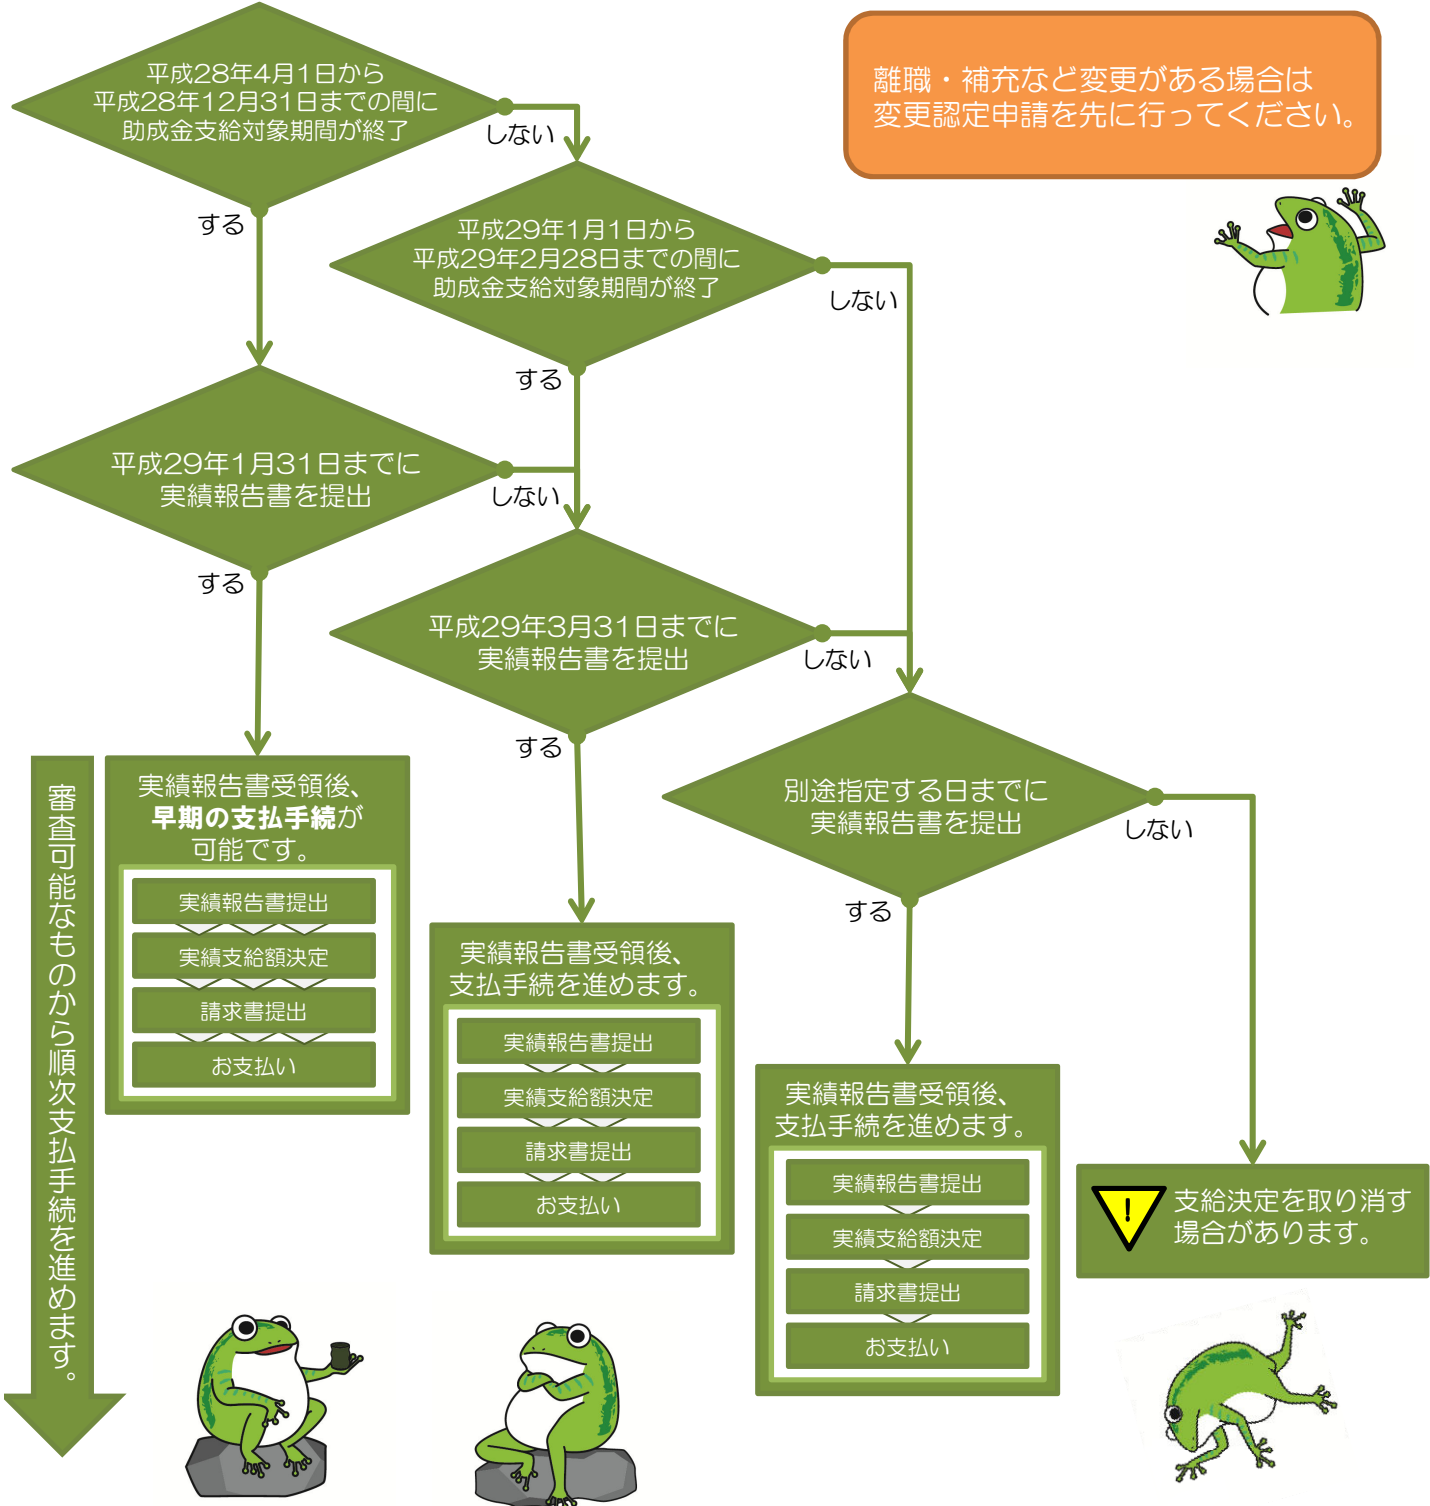 平成28年4月1日から
平成28年12月31日までの間に
助成金支給対象期間が終了
しない
する
離職・補充など変更がある場合は
変更認定申請を先に行ってください。
平成29年1月1日から
平成29年2月28日までの間に
助成金支給対象期間が終了
しない
する
平成29年1月31日までに
実績報告書を提出
しない
する
平成29年3月31日までに
実績報告書を提出
しない
する
別途指定する日までに
実績報告書を提出
しない
する
審査可能なものから順次支払手続を進めます。
実績報告書受領後、
早期の支払手続が
可能です。
実績報告書提出
実績支給額決定
請求書提出
お支払い
実績報告書受領後、
支払手続を進めます。
実績報告書提出
実績支給額決定
請求書提出
お支払い
実績報告書受領後、
支払手続を進めます。
実績報告書提出
実績支給額決定
請求書提出
お支払い
!
支給決定を取り消す
場合があります。